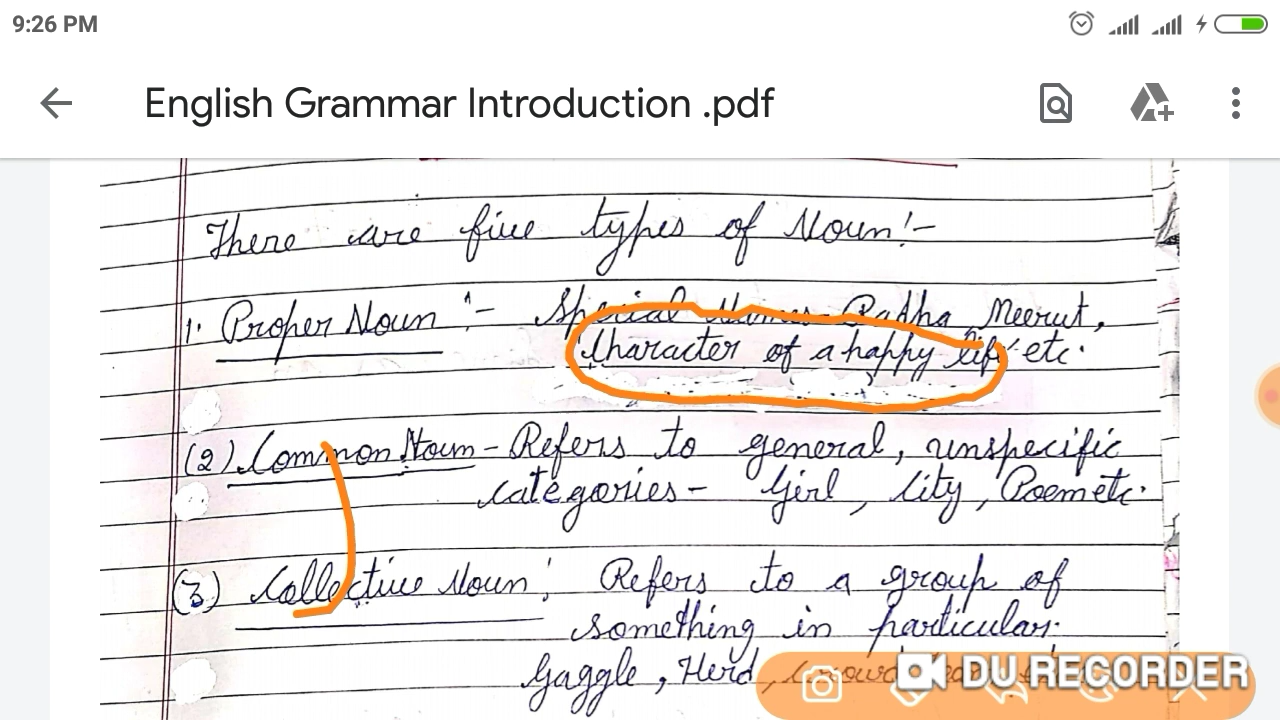 9:26 PM
English Grammar Introduction .pdf
There are five types of Noun:-
1. Proper Noun :- Special Names- Radha Meerut,
Character of a happy life etc.
(2) Common Noun - Refers to general, unspecific
categories - Girl, City, Poem etc.
(3) Collective Noun: Refers to a group of
something in particular.
Gaggle, Herd,
DU RECORDER